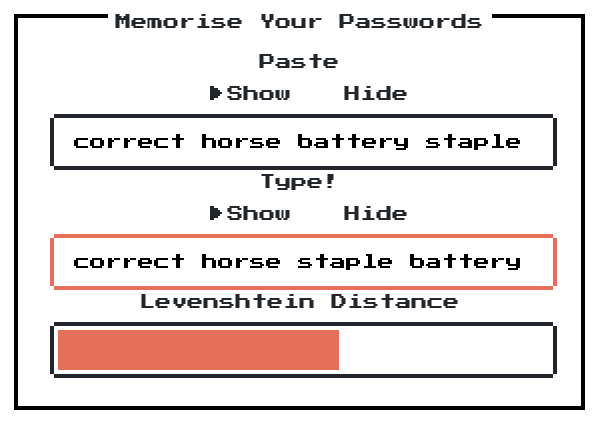 Memorise Your Passwords
Paste
Show Hide
correct horse battery staple
Type!
Show Hide
correct horse staple battery
Levenshtein Distance